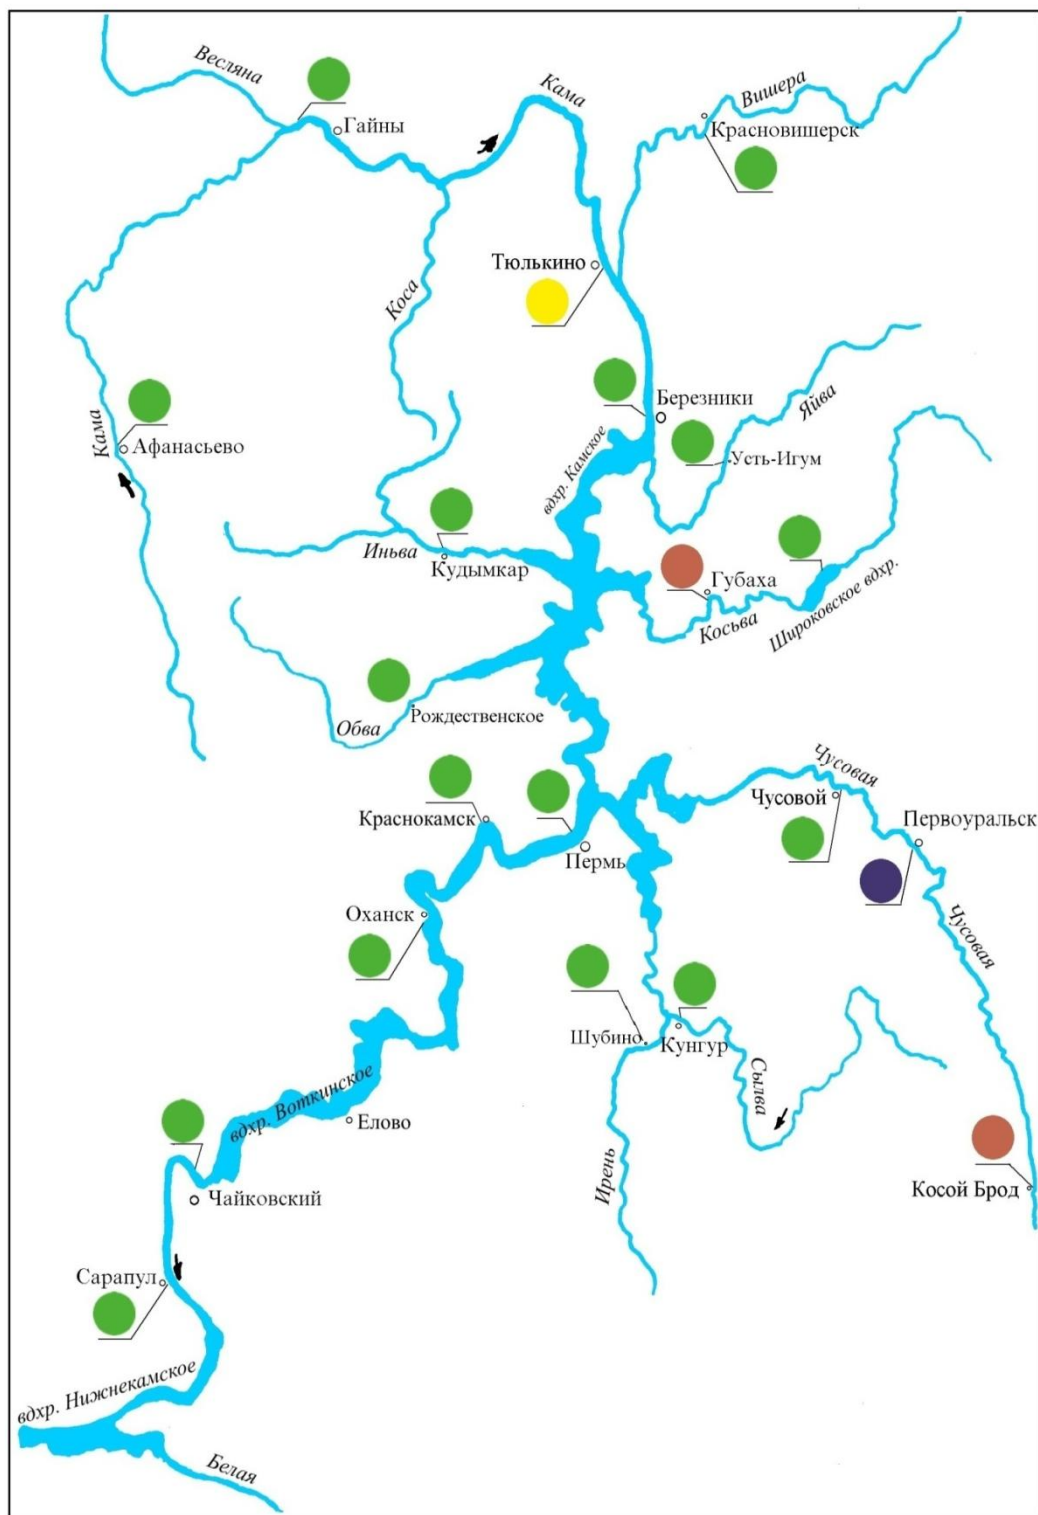 Весляна
Гайны
Кама
Вишера
Красновишерск
Тюлькино
Коса
Березники
Яйва
Кама
Афанасьево
Усть-Игум
вдхр. Камское
Иньва
Кудымкар
Губаха
Косьва
Широковское вдхр.
Обва
Рождественское
Чусовая
Чусовой
Первоуральск
Краснокамск
Пермь
Оханск
Чусовая
Шубино
Кунгур
Сылва
вдхр. Воткинское
Елово
Ирень
Чайковский
Косой Брод
Сарапул
вдхр. Нижнекамское
Белая